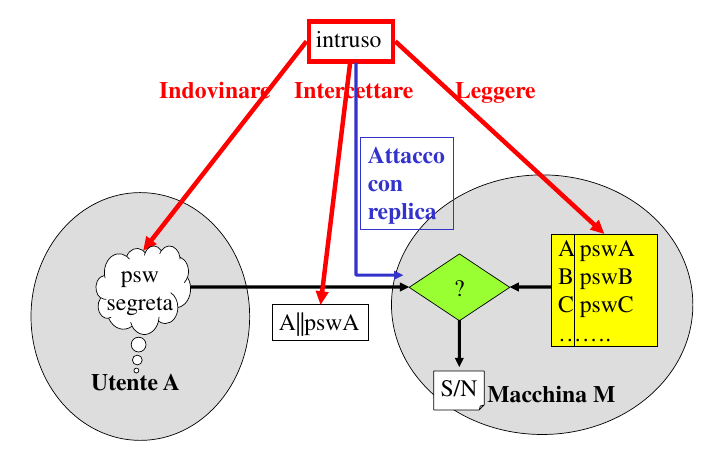 intruso
Indovinare
Intercettare
Leggere
Attacco
con
replica
psw
segreta
Utente A
A||pswA
?
A pswA
B pswB
C pswC
…….
S/N
Macchina M